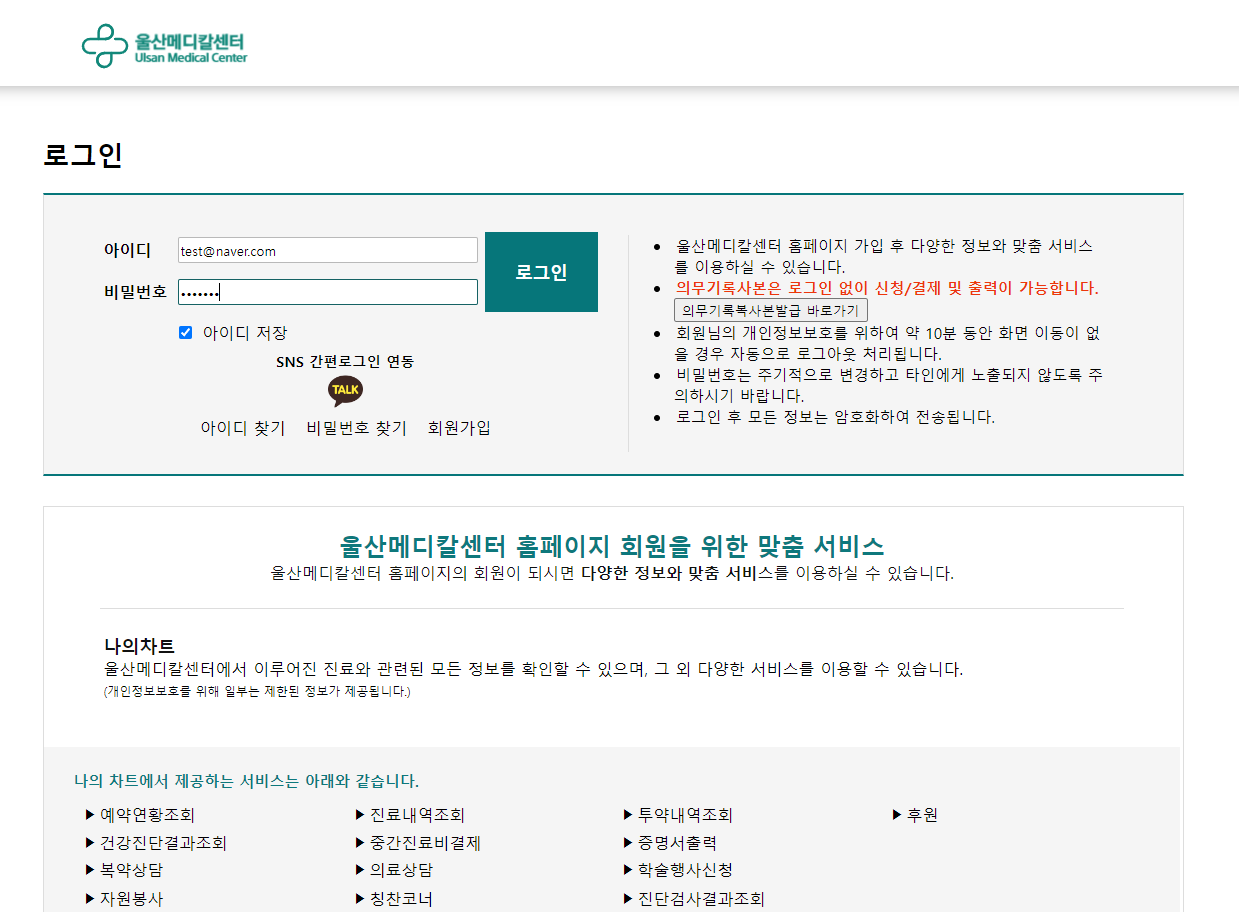 울산메디칼센터
Ulsan Medical Center
로그인
아이디
test@naver.com
로그인
비밀번호
•••••••
아이디 저장
SNS 간편로그인 연동
TALK
아이디 찾기 비밀번호 찾기 회원가입
울산메디칼센터 홈페이지 가입 후 다양한 정보와 맞춤 서비스
를 이용하실 수 있습니다.
의무기록사본은 로그인 없이 신청/결제 및 출력이 가능합니다.
의무기록복사본발급 바로가기
회원님의 개인정보보호를 위하여 약 10분 동안 화면 이동이 없
을 경우 자동으로 로그아웃 처리됩니다.
비밀번호는 주기적으로 변경하고 타인에게 노출되지 않도록 주
의하시기 바랍니다.
로그인 후 모든 정보는 암호화하여 전송됩니다.
울산메디칼센터 홈페이지 회원을 위한 맞춤 서비스
울산메디칼센터 홈페이지의 회원이 되시면 다양한 정보와 맞춤 서비스를 이용하실 수 있습니다.
나의차트
울산메디칼센터에서 이루어진 진료와 관련된 모든 정보를 확인할 수 있으며, 그 외 다양한 서비스를 이용할 수 있습니다.
(개인정보보호를 위해 일부는 제한된 정보가 제공됩니다.)
나의 차트에서 제공하는 서비스는 아래와 같습니다.
▶ 예약연황조회 ▶ 진료내역조회 ▶ 투약내역조회 ▶ 후원
▶ 건강진단결과조회 ▶ 중간진료비결제 ▶ 증명서출력
▶ 복약상담 ▶ 의료상담 ▶ 학술행사신청
▶ 자원봉사 ▶ 칭찬코너 ▶ 진단검사결과조회